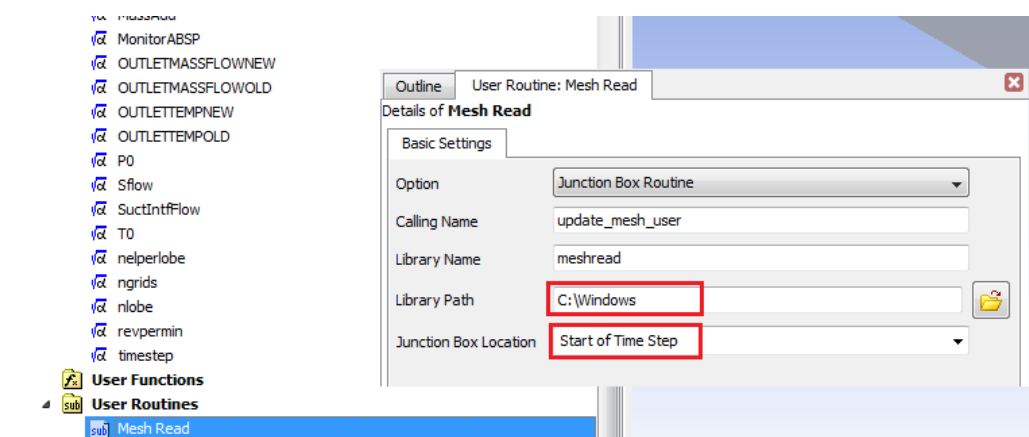 MassAdd
MonitorABSP
OUTLETMASSFLOWNEW
OUTLETMASSFLOWOLD
OUTLETTEMPNEW
OUTLETTEMPOLD
P0
Sflow
SuctIntfFlow
T0
nelperlobe
ngrids
nlobe
revpermin
timestep
User Functions
User Routines
Mesh Read
Outline
User Routine: Mesh Read
Details of Mesh Read
Basic Settings
Option Junction Box Routine
Calling Name update_mesh_user
Library Name meshread
Library Path C:\Windows
Junction Box Location Start of Time Step